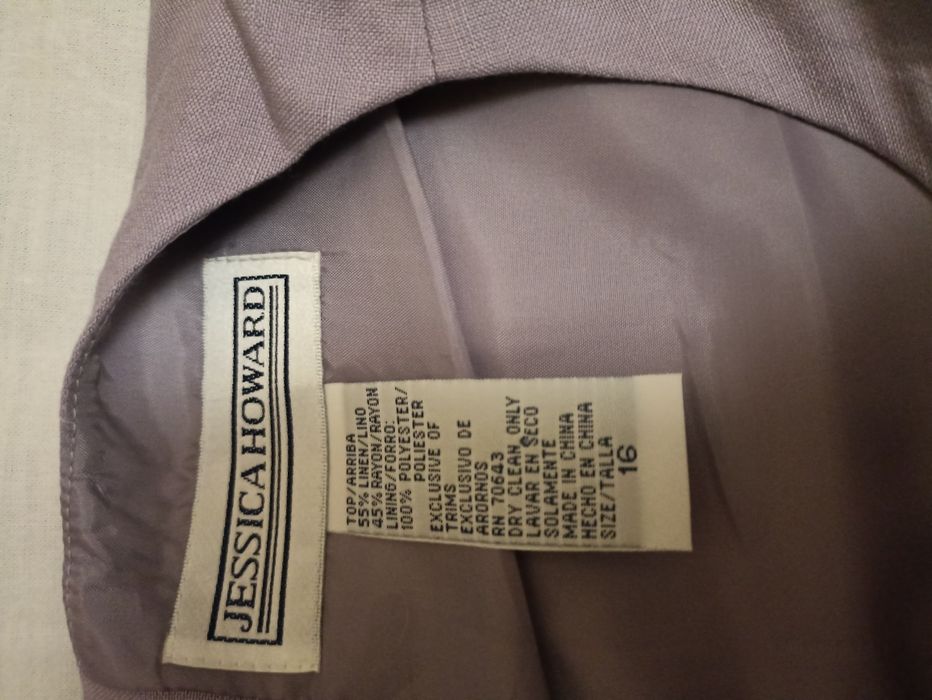 JESSICA HOWARD
TOP/ARRIBA
55% LINEN/LINO
45% RAYON/RAYON
LINING/FORRO:
100% POLYESTER/
POLIESTER
EXCLUSIVE OF
TRIMS
EXCLUSIVO DE
ARORNOS
RN 70643
DRY CLEAN ONLY
LAVAR EN SECO
SOLAMENTE
MADE IN CHINA
HECHO EN CHINA
SIZE/TALLA
16